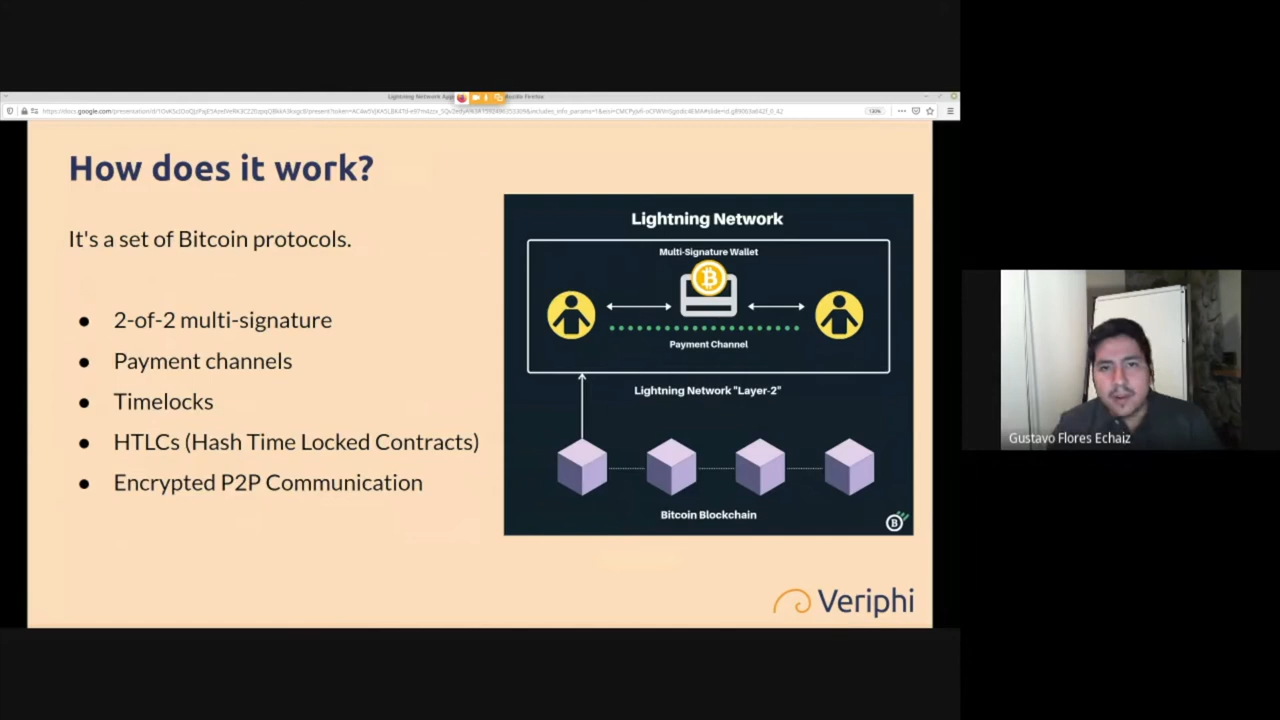 How does it work?
It's a set of Bitcoin protocols.
● 2-of-2 multi-signature
● Payment channels
● Timelocks
● HTLCs (Hash Time Locked Contracts)
● Encrypted P2P Communication
Lightning Network
Multi-Signature Wallet
Payment Channel
Lightning Network "Layer-2"
Bitcoin Blockchain
Veriphi
Gustavo Flores Echaiz